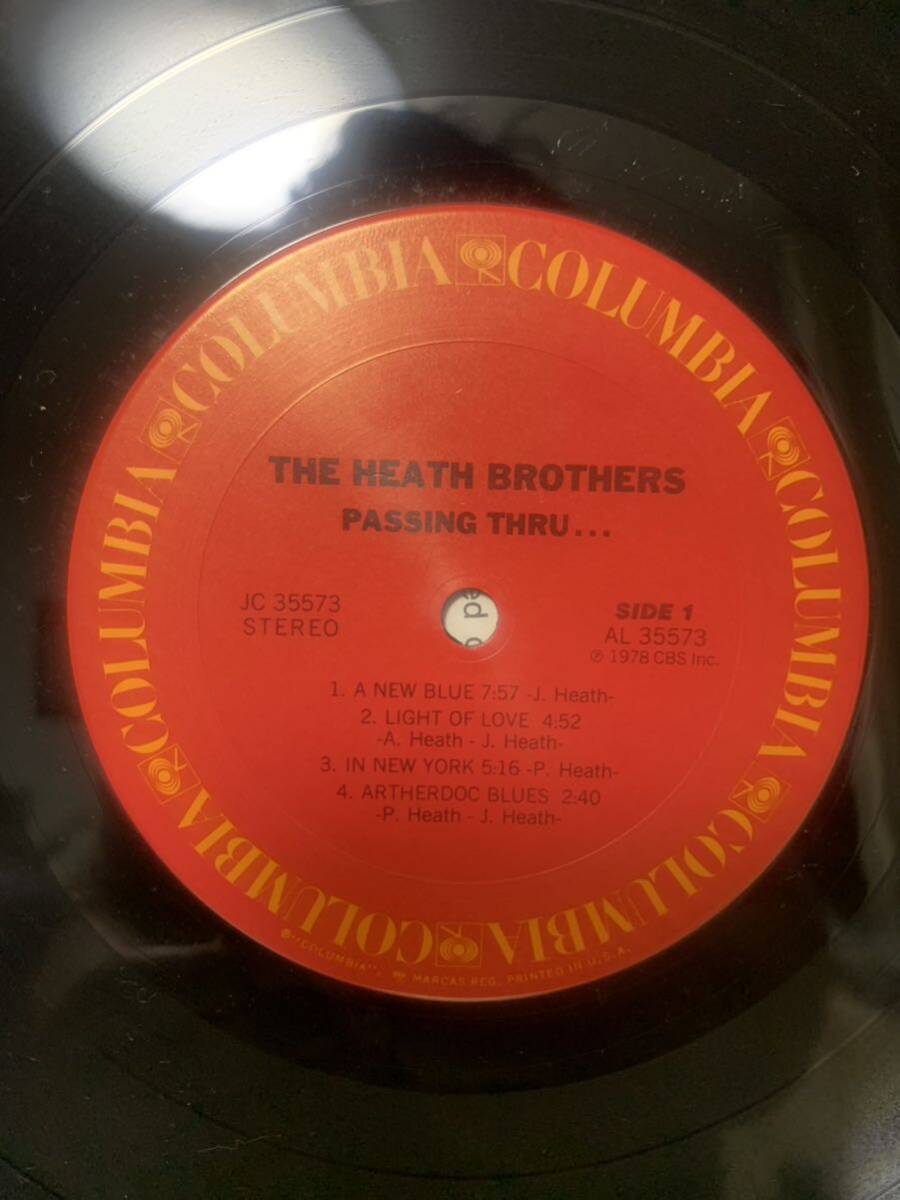 COLUMBIA COLUMBIA COLUMBIA COLUMBIA COLUMBIA COLUMBIA
THE HEATH BROTHERS
PASSING THRU...
JC 35573
STEREO
SIDE 1
AL 35573
℗ 1978 CBS Inc.
1. A NEW BLUE 7:57 -J. Heath-
2. LIGHT OF LOVE 4:52
-A. Heath - J. Heath-
3. IN NEW YORK 5:16 -P. Heath-
4. ARTHERDOC BLUES 2:40
-P. Heath - J. Heath-
®"COLUMBIA", MARCAS REG. PRINTED IN U.S.A.